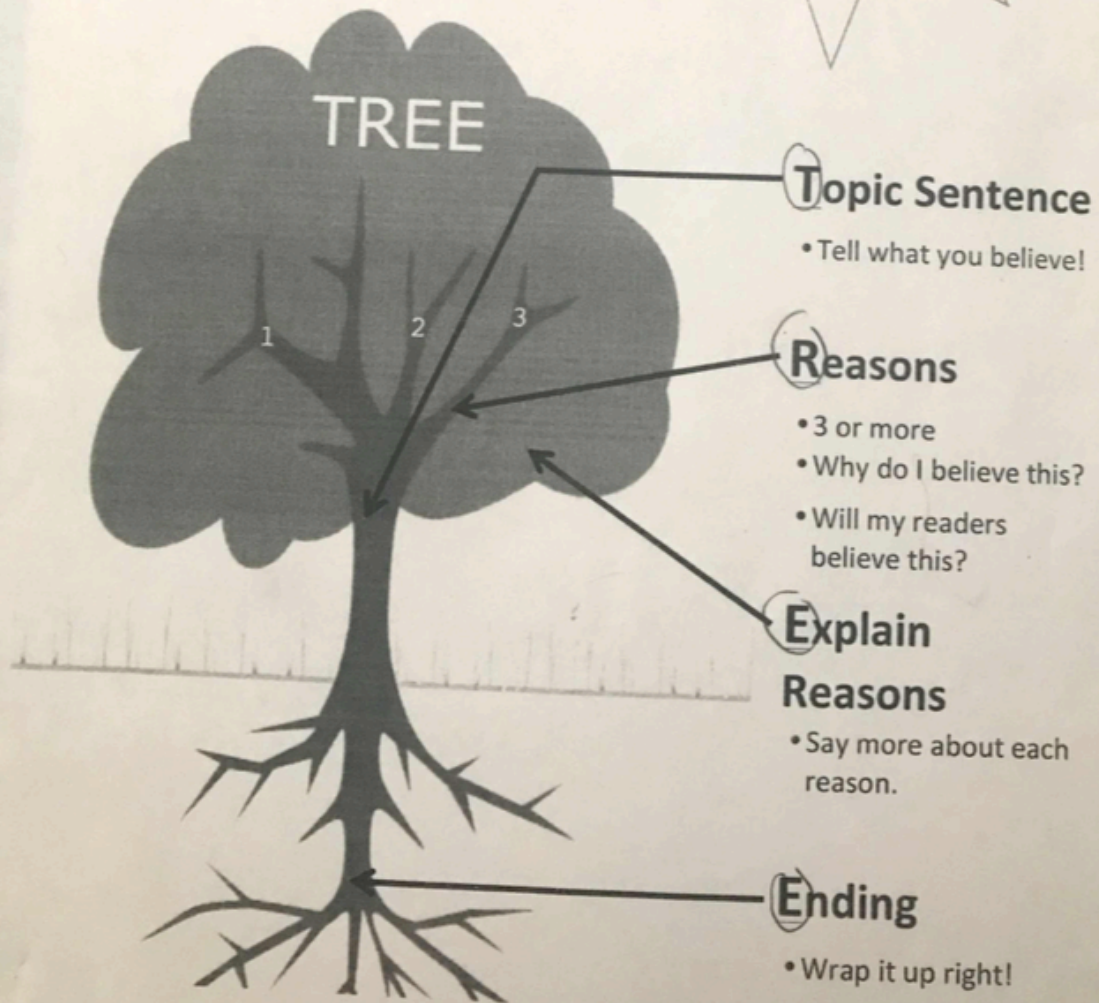 TREE
Topic Sentence
• Tell what you believe!
1
2
3
Reasons
• 3 or more
• Why do I believe this?
• Will my readers
believe this?
Explain
Reasons
• Say more about each
reason.
Ending
• Wrap it up right!